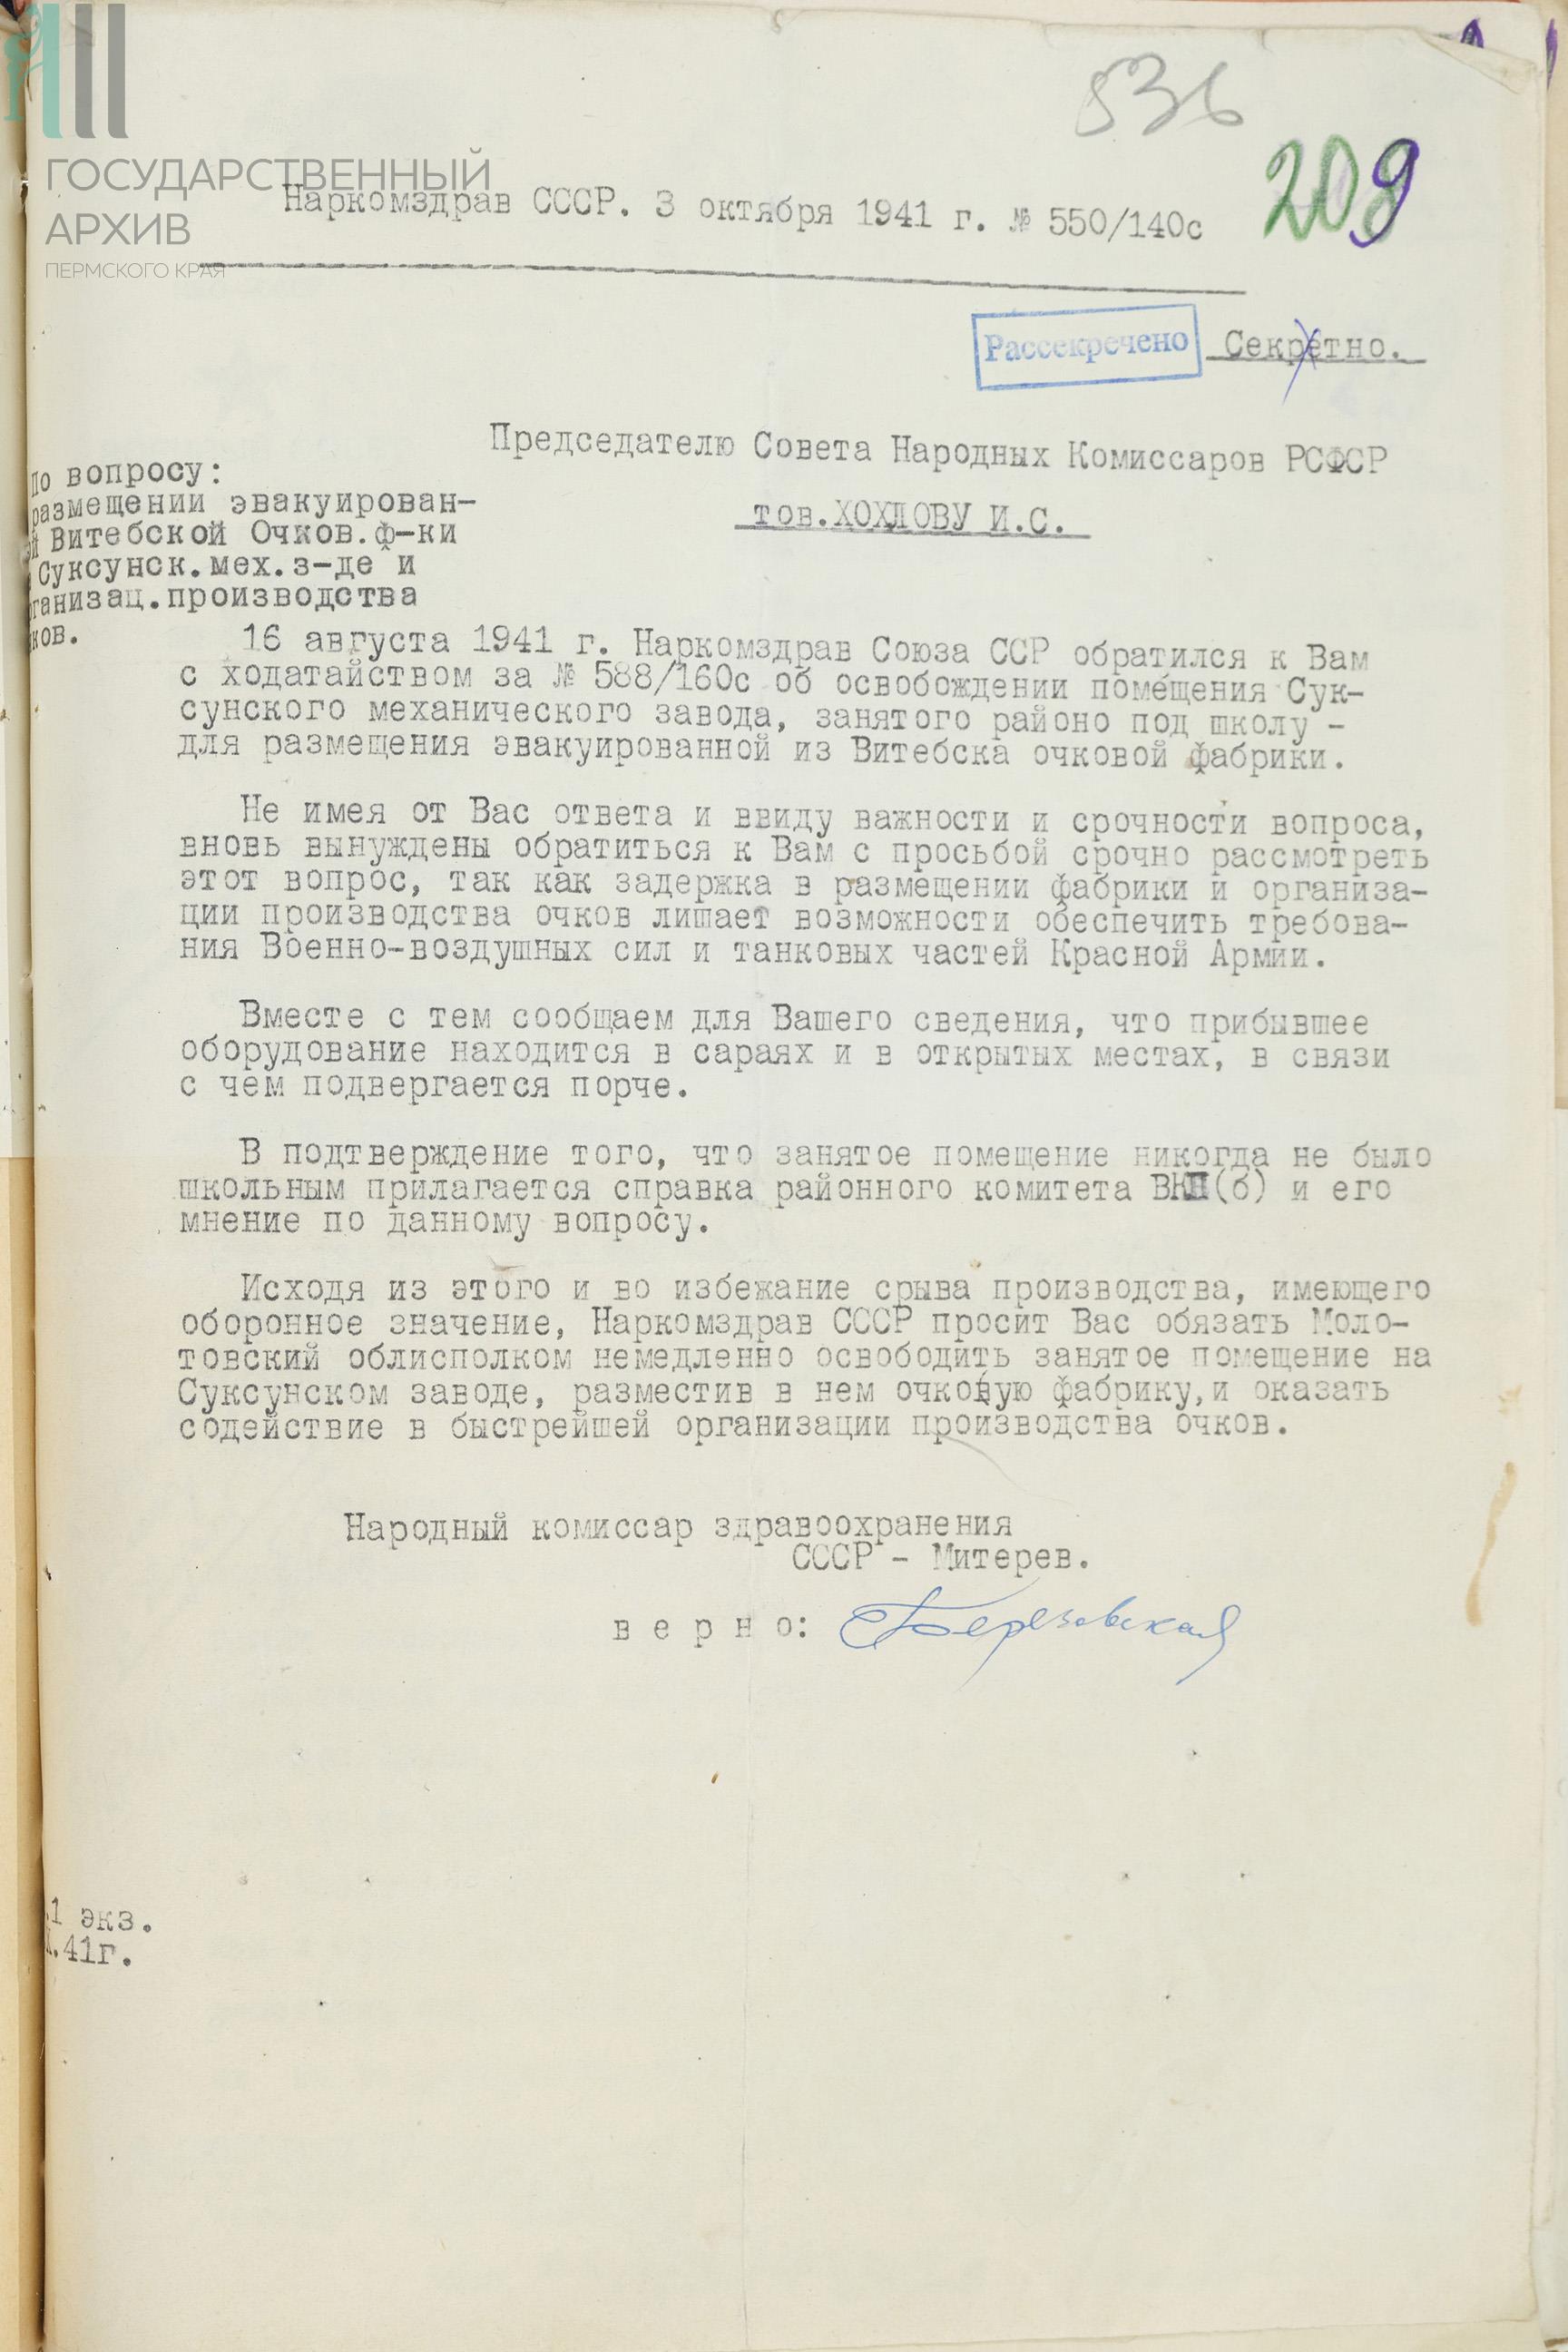 536
209
ГОСУДАРСТВЕННЫЙ
АРХИВ
ПЕРМСКОГО КРАЯ
Наркомздрав СССР. 3 октября 1941 г. № 550/140с
Рассекречено Секретно.
Председателю Совета Народных Комиссаров РСФСР
тов.ХОХЛОВУ И.С.
По вопросу:
размещении эвакуирован-
й Витебской Очков.ф-ки
Суксунск.мех.з-де и
ганизац.производства
ков.
16 августа 1941 г. Наркомздрав Союза ССР обратился к Вам
с ходатайством за № 588/160с об освобождении помещения Сук-
сунского механического завода, занятого районо под школу -
для размещения эвакуированной из Витебска очковой фабрики.
Не имея от Вас ответа и ввиду важности и срочности вопроса,
вновь вынуждены обратиться к Вам с просьбой срочно рассмотреть
этот вопрос, так как задержка в размещении фабрики и организа-
ции производства очков лишает возможности обеспечить требова-
ния Военно-воздушных сил и танковых частей Красной Армии.
Вместе с тем сообщаем для Вашего сведения, что прибывшее
оборудование находится в сараях и в открытых местах, в связи
с чем подвергается порче.
В подтверждение того, что занятое помещение никогда не было
школьным прилагается справка районного комитета ВКП(б) и его
мнение по данному вопросу.
Исходя из этого и во избежание срыва производства, имеющего
оборонное значение, Наркомздрав СССР просит Вас обязать Моло-
товский облисполком немедленно освободить занятое помещение на
Суксунском заводе, разместив в нем очковую фабрику,и оказать
содействие в быстрейшей организации производства очков.
Народный комиссар здравоохранения
СССР - Митерев.
в е р н о: Березовская
1 экз.
.41г.